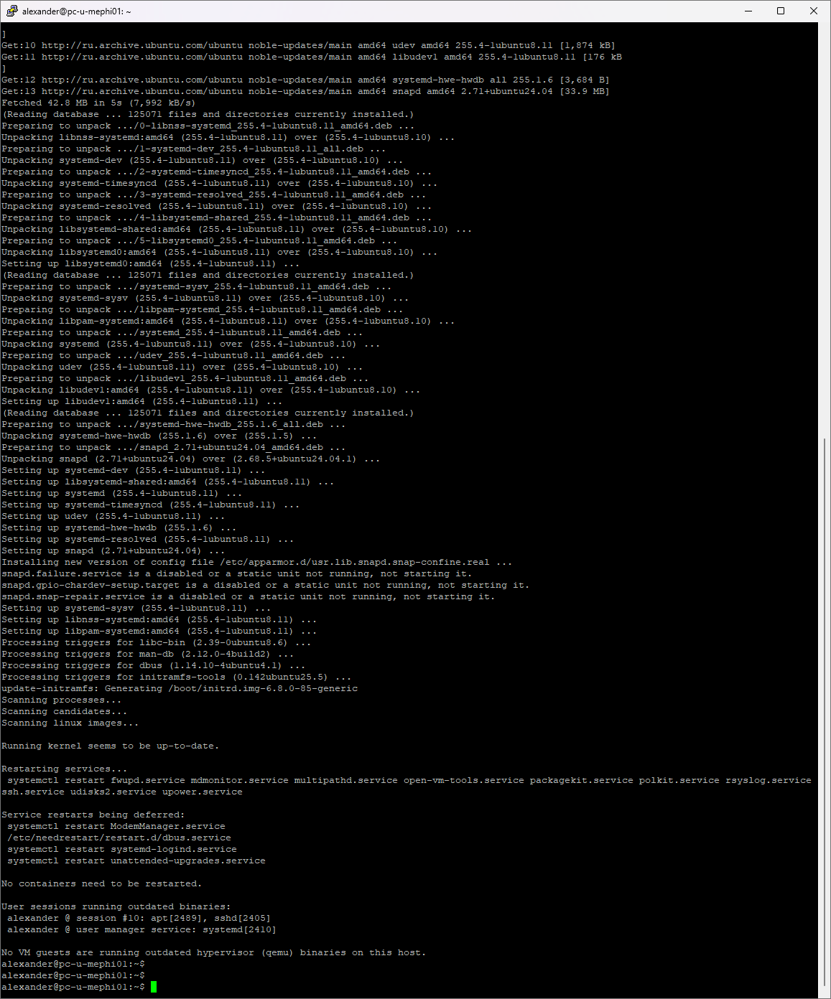 alexander@pc-u-mephi01: ~
]
Get:10 http://ru.archive.ubuntu.com/ubuntu noble-updates/main amd64 udev amd64 255.4-1ubuntu8.11 [1,874 kB]
Get:11 http://ru.archive.ubuntu.com/ubuntu noble-updates/main amd64 libudev1 amd64 255.4-1ubuntu8.11 [176 kB
]
Get:12 http://ru.archive.ubuntu.com/ubuntu noble-updates/main amd64 systemd-hwe-hwdb all 255.1.6 [3,684 B]
Get:13 http://ru.archive.ubuntu.com/ubuntu noble-updates/main amd64 snapd amd64 2.71+ubuntu24.04 [33.9 MB]
Fetched 42.8 MB in 5s (7,992 kB/s)
(Reading database ... 125071 files and directories currently installed.)
Preparing to unpack .../0-libnss-systemd_255.4-1ubuntu8.11_amd64.deb ...
Unpacking libnss-systemd:amd64 (255.4-1ubuntu8.11) over (255.4-1ubuntu8.10) ...
Preparing to unpack .../1-systemd-dev_255.4-1ubuntu8.11_all.deb ...
Unpacking systemd-dev (255.4-1ubuntu8.11) over (255.4-1ubuntu8.10) ...
Preparing to unpack .../2-systemd-timesyncd_255.4-1ubuntu8.11_amd64.deb ...
Unpacking systemd-timesyncd (255.4-1ubuntu8.11) over (255.4-1ubuntu8.10) ...
Preparing to unpack .../3-systemd-resolved_255.4-1ubuntu8.11_amd64.deb ...
Unpacking systemd-resolved (255.4-1ubuntu8.11) over (255.4-1ubuntu8.10) ...
Preparing to unpack .../4-libsystemd-shared_255.4-1ubuntu8.11_amd64.deb ...
Unpacking libsystemd-shared:amd64 (255.4-1ubuntu8.11) over (255.4-1ubuntu8.10) ...
Preparing to unpack .../5-libsystemd0_255.4-1ubuntu8.11_amd64.deb ...
Unpacking libsystemd0:amd64 (255.4-1ubuntu8.11) over (255.4-1ubuntu8.10) ...
Setting up libsystemd0:amd64 (255.4-1ubuntu8.11) ...
(Reading database ... 125071 files and directories currently installed.)
Preparing to unpack .../systemd-sysv_255.4-1ubuntu8.11_amd64.deb ...
Unpacking systemd-sysv (255.4-1ubuntu8.11) over (255.4-1ubuntu8.10) ...
Preparing to unpack .../libpam-systemd_255.4-1ubuntu8.11_amd64.deb ...
Unpacking libpam-systemd:amd64 (255.4-1ubuntu8.11) over (255.4-1ubuntu8.10) ...
Preparing to unpack .../systemd_255.4-1ubuntu8.11_amd64.deb ...
Unpacking systemd (255.4-1ubuntu8.11) over (255.4-1ubuntu8.10) ...
Preparing to unpack .../udev_255.4-1ubuntu8.11_amd64.deb ...
Unpacking udev (255.4-1ubuntu8.11) over (255.4-1ubuntu8.10) ...
Preparing to unpack .../libudev1_255.4-1ubuntu8.11_amd64.deb ...
Unpacking libudev1:amd64 (255.4-1ubuntu8.11) over (255.4-1ubuntu8.10) ...
Setting up libudev1:amd64 (255.4-1ubuntu8.11) ...
(Reading database ... 125071 files and directories currently installed.)
Preparing to unpack .../systemd-hwe-hwdb_255.1.6_all.deb ...
Unpacking systemd-hwe-hwdb (255.1.6) over (255.1.5) ...
Preparing to unpack .../snapd_2.71+ubuntu24.04_amd64.deb ...
Unpacking snapd (2.71+ubuntu24.04) over (2.68.5+ubuntu24.04.1) ...
Setting up systemd-dev (255.4-1ubuntu8.11) ...
Setting up libsystemd-shared:amd64 (255.4-1ubuntu8.11) ...
Setting up systemd (255.4-1ubuntu8.11) ...
Setting up systemd-timesyncd (255.4-1ubuntu8.11) ...
Setting up udev (255.4-1ubuntu8.11) ...
Setting up systemd-hwe-hwdb (255.1.6) ...
Setting up systemd-resolved (255.4-1ubuntu8.11) ...
Setting up snapd (2.71+ubuntu24.04) ...
Installing new version of config file /etc/apparmor.d/usr.lib.snapd.snap-confine.real ...
snapd.failure.service is a disabled or a static unit not running, not starting it.
snapd.gpio-chardev-setup.target is a disabled or a static unit not running, not starting it.
snapd.snap-repair.service is a disabled or a static unit not running, not starting it.
Setting up systemd-sysv (255.4-1ubuntu8.11) ...
Setting up libnss-systemd:amd64 (255.4-1ubuntu8.11) ...
Setting up libpam-systemd:amd64 (255.4-1ubuntu8.11) ...
Processing triggers for libc-bin (2.39-0ubuntu8.6) ...
Processing triggers for man-db (2.12.0-4build2) ...
Processing triggers for dbus (1.14.10-4ubuntu4.1) ...
Processing triggers for initramfs-tools (0.142ubuntu25.5) ...
update-initramfs: Generating /boot/initrd.img-6.8.0-85-generic
Scanning processes...
Scanning candidates...
Scanning linux images...
Running kernel seems to be up-to-date.
Restarting services...
systemctl restart fwupd.service mdmonitor.service multipathd.service open-vm-tools.service packagekit.service polkit.service rsyslog.service
ssh.service udisks2.service upower.service
Service restarts being deferred:
systemctl restart ModemManager.service
/etc/needrestart/restart.d/dbus.service
systemctl restart systemd-logind.service
systemctl restart unattended-upgrades.service
No containers need to be restarted.
User sessions running outdated binaries:
alexander @ session #10: apt[2489], sshd[2405]
alexander @ user manager service: systemd[2410]
No VM guests are running outdated hypervisor (qemu) binaries on this host.
alexander@pc-u-mephi01:~$
alexander@pc-u-mephi01:~$
alexander@pc-u-mephi01:~$